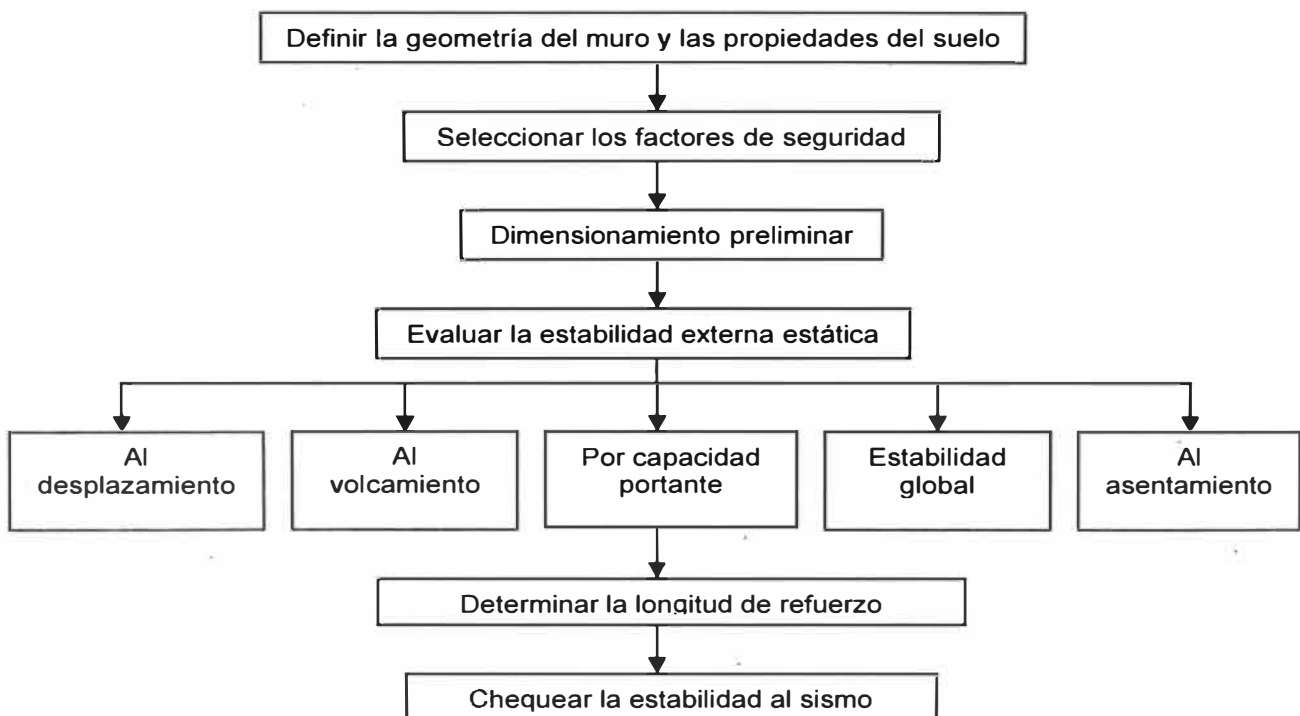 Definir la geometría del muro y las propiedades del suelo
Seleccionar los factores de seguridad
Dimensionamiento preliminar
Evaluar la estabilidad externa estática
Al
desplazamiento
Al
volcamiento
Por capacidad
portante
Estabilidad
global
Al
asentamiento
Determinar la longitud de refuerzo
Chequear la estabilidad al sismo